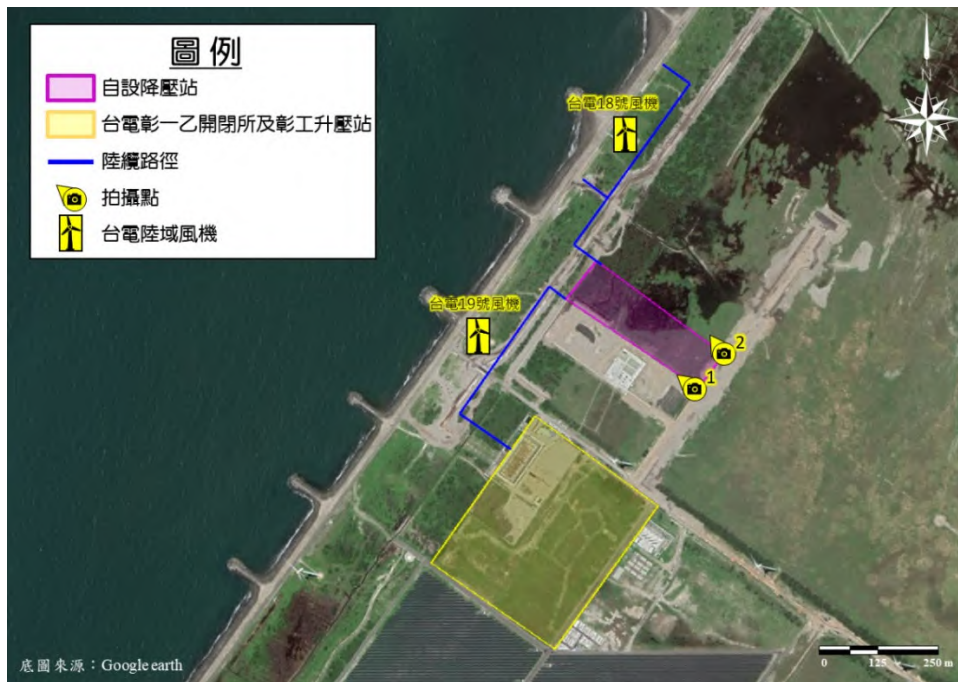 圖例
自設降壓站
台電彰一乙開閉所及彰工升壓站
陸纜路徑
拍攝點
台電陸域風機
N
台電18號風機
台電19號風機
2
1
底圖來源：Google earth
0 125 250 m